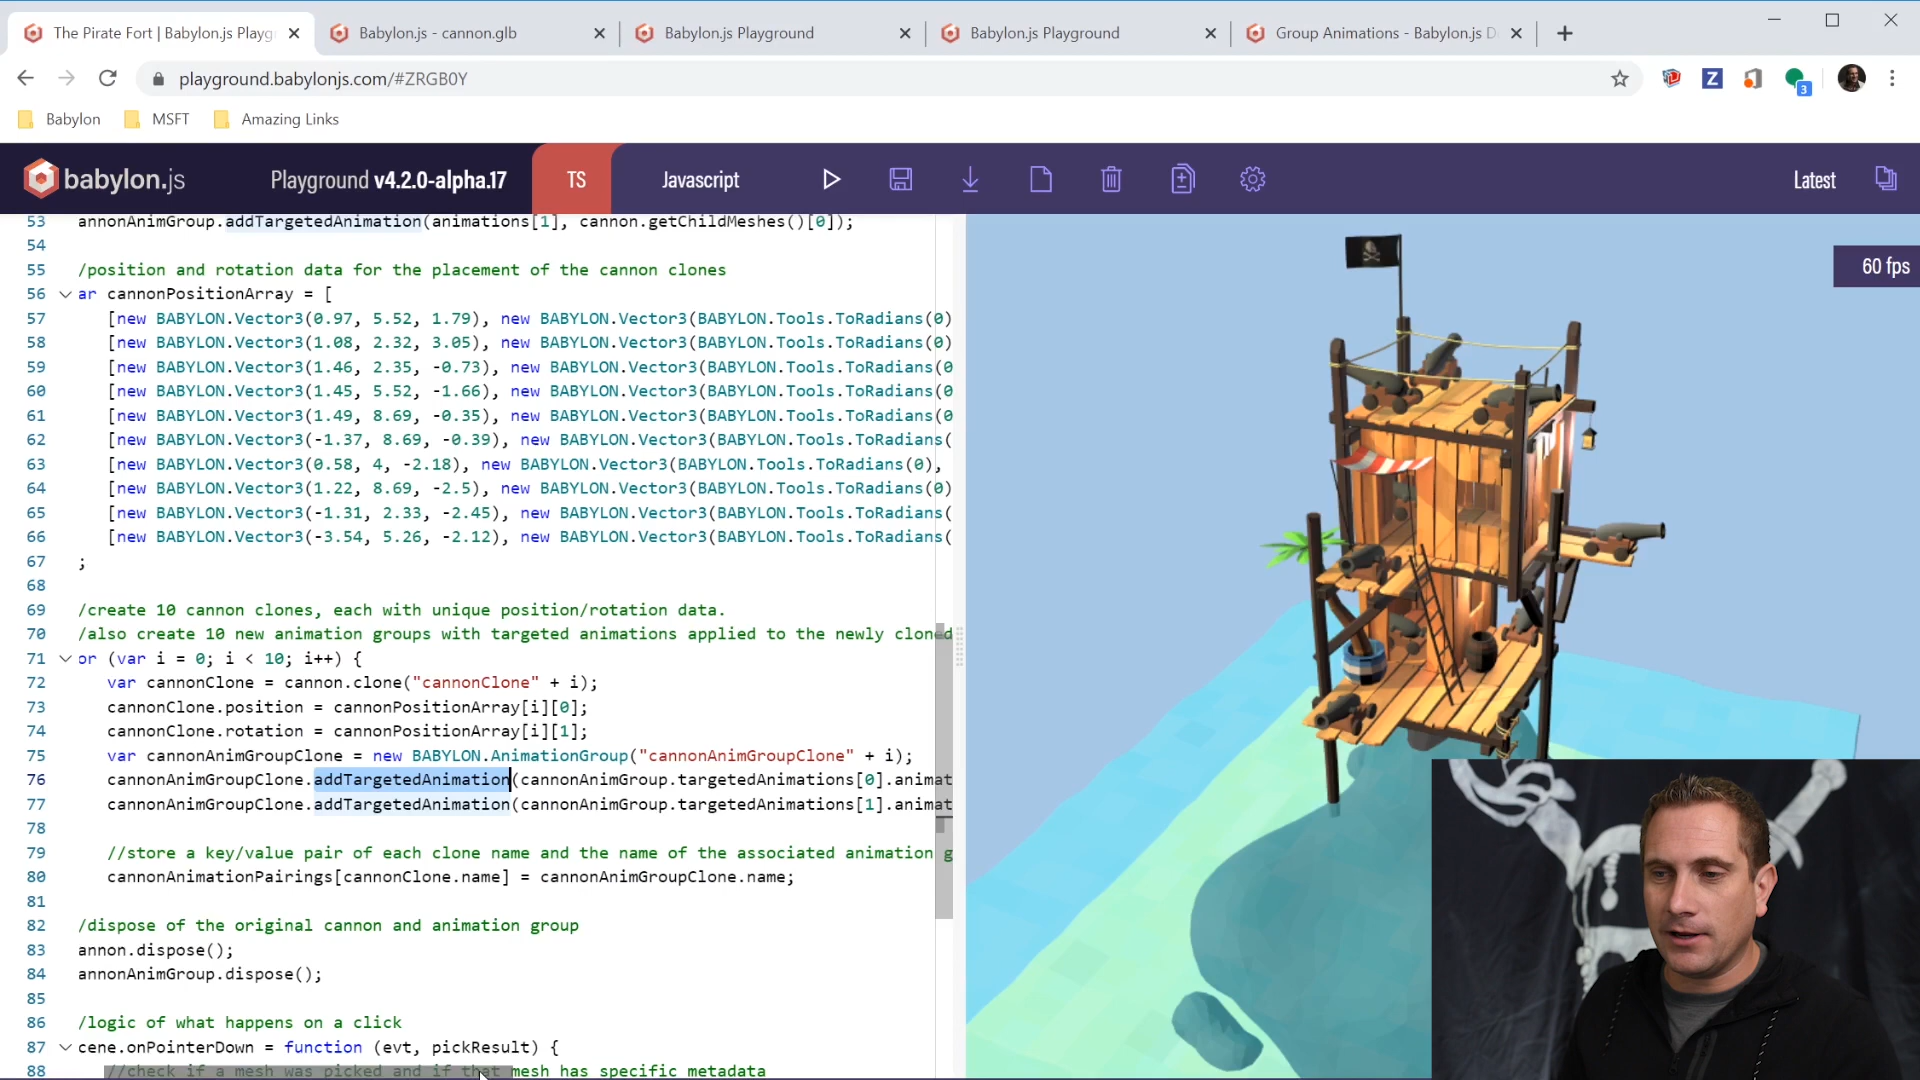 The Pirate Fort | Babylon.js Playg
Babylon.js - cannon.glb
Babylon.js Playground
Babylon.js Playground
Group Animations - Babylon.js D
playground.babylonjs.com/#ZRGB0Y
Z
3
Babylon
MSFT
Amazing Links
babylon.js
Playground v4.2.0-alpha.17
TS
Javascript
Latest
60 fps
53 annonAnimGroup.addTargetedAnimation(animations[1], cannon.getChildMeshes()[0]);
54
55 /position and rotation data for the placement of the cannon clones
56 ar cannonPositionArray = [
57 [new BABYLON.Vector3(0.97, 5.52, 1.79), new BABYLON.Vector3(BABYLON.Tools.ToRadians(0)
58 [new BABYLON.Vector3(1.08, 2.32, 3.05), new BABYLON.Vector3(BABYLON.Tools.ToRadians(0)
59 [new BABYLON.Vector3(1.46, 2.35, -0.73), new BABYLON.Vector3(BABYLON.Tools.ToRadians(0
60 [new BABYLON.Vector3(1.45, 5.52, -1.66), new BABYLON.Vector3(BABYLON.Tools.ToRadians(0
61 [new BABYLON.Vector3(1.49, 8.69, -0.35), new BABYLON.Vector3(BABYLON.Tools.ToRadians(0
62 [new BABYLON.Vector3(-1.37, 8.69, -0.39), new BABYLON.Vector3(BABYLON.Tools.ToRadians(
63 [new BABYLON.Vector3(0.58, 4, -2.18), new BABYLON.Vector3(BABYLON.Tools.ToRadians(0),
64 [new BABYLON.Vector3(1.22, 8.69, -2.5), new BABYLON.Vector3(BABYLON.Tools.ToRadians(0)
65 [new BABYLON.Vector3(-1.31, 2.33, -2.45), new BABYLON.Vector3(BABYLON.Tools.ToRadians(
66 [new BABYLON.Vector3(-3.54, 5.26, -2.12), new BABYLON.Vector3(BABYLON.Tools.ToRadians(
67 ;
68
69 /create 10 cannon clones, each with unique position/rotation data.
70 /also create 10 new animation groups with targeted animations applied to the newly cloned
71 or (var i = 0; i < 10; i++) {
72 var cannonClone = cannon.clone("cannonClone" + i);
73 cannonClone.position = cannonPositionArray[i][0];
74 cannonClone.rotation = cannonPositionArray[i][1];
75 var cannonAnimGroupClone = new BABYLON.AnimationGroup("cannonAnimGroupClone" + i);
76 cannonAnimGroupClone.addTargetedAnimation(cannonAnimGroup.targetedAnimations[0].animat
77 cannonAnimGroupClone.addTargetedAnimation(cannonAnimGroup.targetedAnimations[1].animat
78
79 //store a key/value pair of each clone name and the name of the associated animation g
80 cannonAnimationPairings[cannonClone.name] = cannonAnimGroupClone.name;
81
82 /dispose of the original cannon and animation group
83 annon.dispose();
84 annonAnimGroup.dispose();
85
86 /logic of what happens on a click
87 cene.onPointerDown = function (evt, pickResult) {
88 //check if a mesh was picked and if that mesh has specific metadata